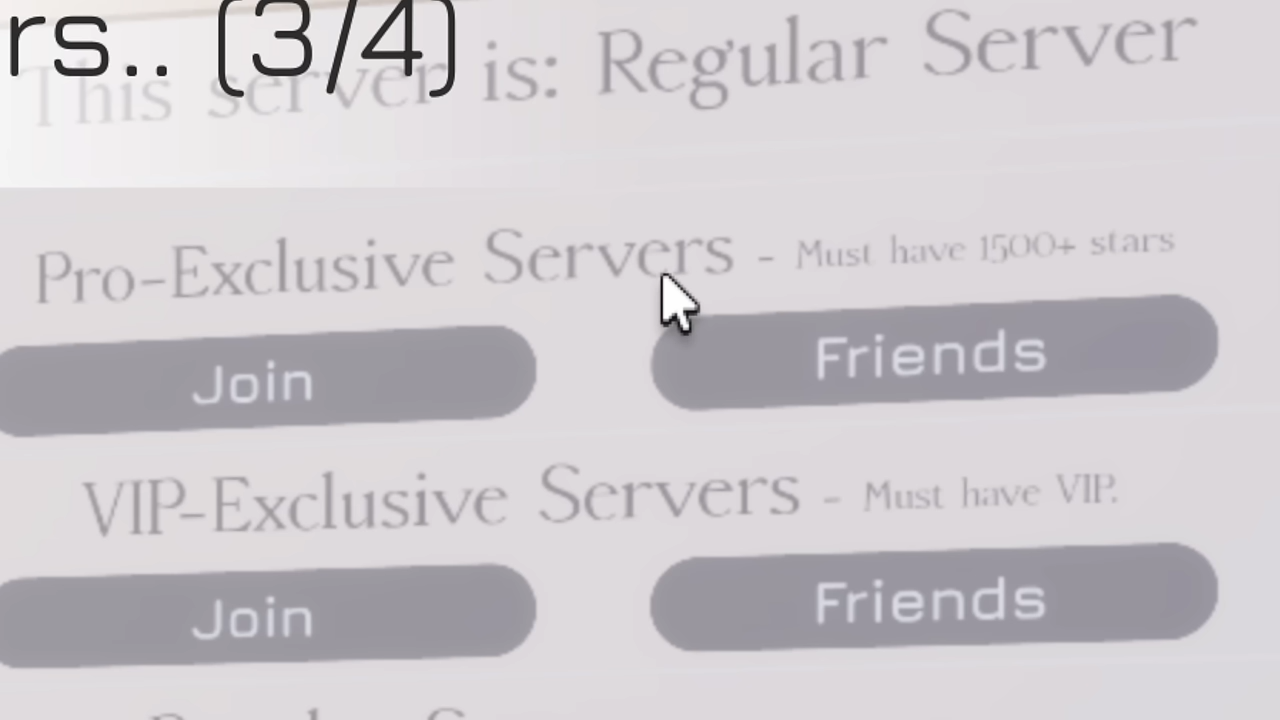 rs.. (3/4)
This server is: Regular Server
Pro-Exclusive Servers - Must have 1500+ stars
Join
Friends
VIP-Exclusive Servers - Must have VIP.
Join
Friends